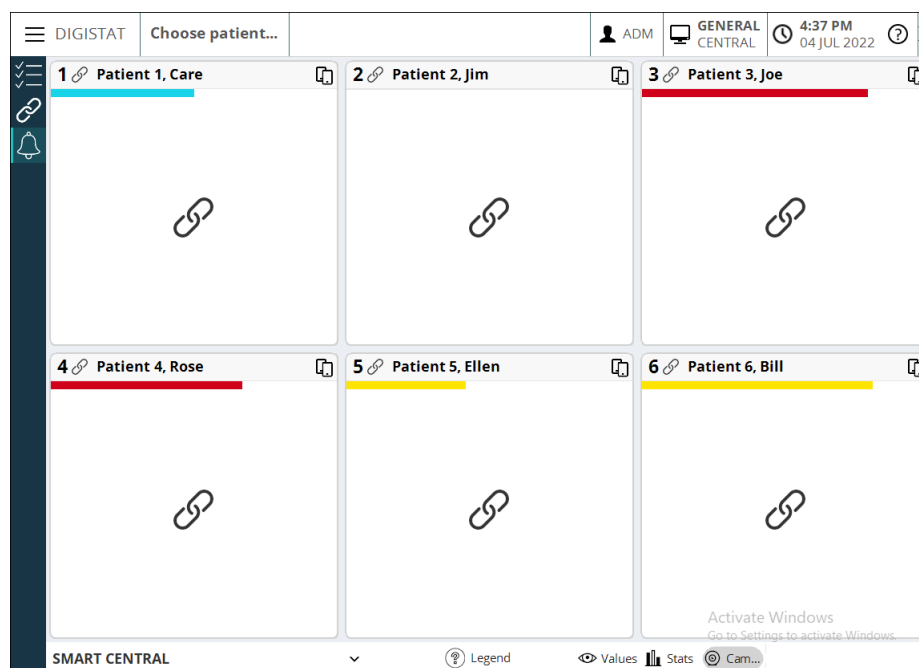 DIGISTAT
Choose patient...
ADM
GENERAL
CENTRAL
4:37 PM
04 JUL 2022
?
1 Patient 1, Care
2 Patient 2, Jim
3 Patient 3, Joe
4 Patient 4, Rose
5 Patient 5, Ellen
6 Patient 6, Bill
Activate Windows
Go to Settings to activate Windows.
SMART CENTRAL
? Legend
Values
Stats
Cam...